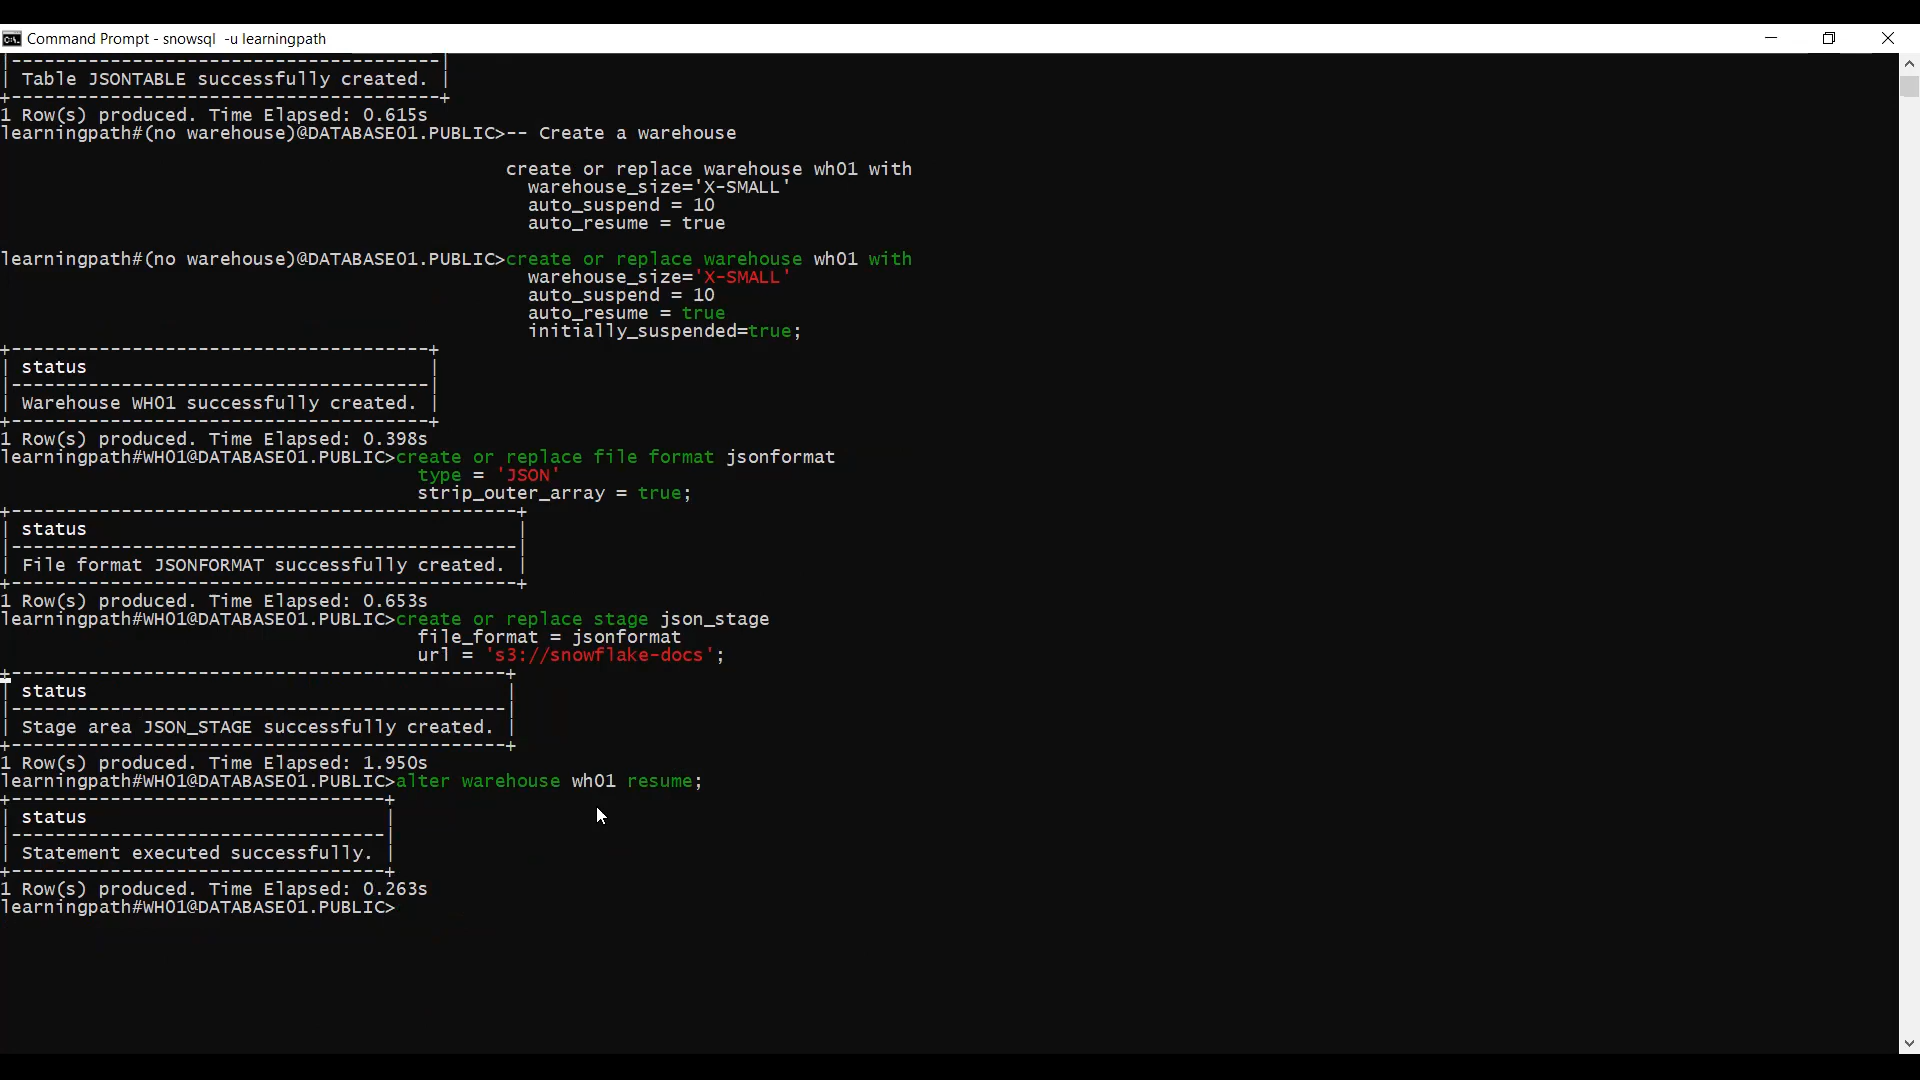 Command Prompt - snowsql  -u learningpath
|---------------------------------------|
| Table JSONTABLE successfully created. |
+---------------------------------------+
1 Row(s) produced. Time Elapsed: 0.615s
learningpath#(no warehouse)@DATABASE01.PUBLIC>-- Create a warehouse
create or replace warehouse wh01 with
warehouse_size='X-SMALL'
auto_suspend = 10
auto_resume = true
learningpath#(no warehouse)@DATABASE01.PUBLIC>create or replace warehouse wh01 with
warehouse_size='X-SMALL'
auto_suspend = 10
auto_resume = true
initially_suspended=true;
+--------------------------------------+
| status                               |
|--------------------------------------|
| Warehouse WH01 successfully created. |
+--------------------------------------+
1 Row(s) produced. Time Elapsed: 0.398s
learningpath#WH01@DATABASE01.PUBLIC>create or replace file format jsonformat
type = 'JSON'
strip_outer_array = true;
+----------------------------------------------+
| status                                       |
|----------------------------------------------|
| File format JSONFORMAT successfully created. |
+----------------------------------------------+
1 Row(s) produced. Time Elapsed: 0.653s
learningpath#WH01@DATABASE01.PUBLIC>create or replace stage json_stage
file_format = jsonformat
url = 's3://snowflake-docs';
+---------------------------------------------+
| status                                      |
|---------------------------------------------|
| Stage area JSON_STAGE successfully created. |
+---------------------------------------------+
1 Row(s) produced. Time Elapsed: 1.950s
learningpath#WH01@DATABASE01.PUBLIC>alter warehouse wh01 resume;
+----------------------------------+
| status                           |
|----------------------------------|
| Statement executed successfully. |
+----------------------------------+
1 Row(s) produced. Time Elapsed: 0.263s
learningpath#WH01@DATABASE01.PUBLIC>